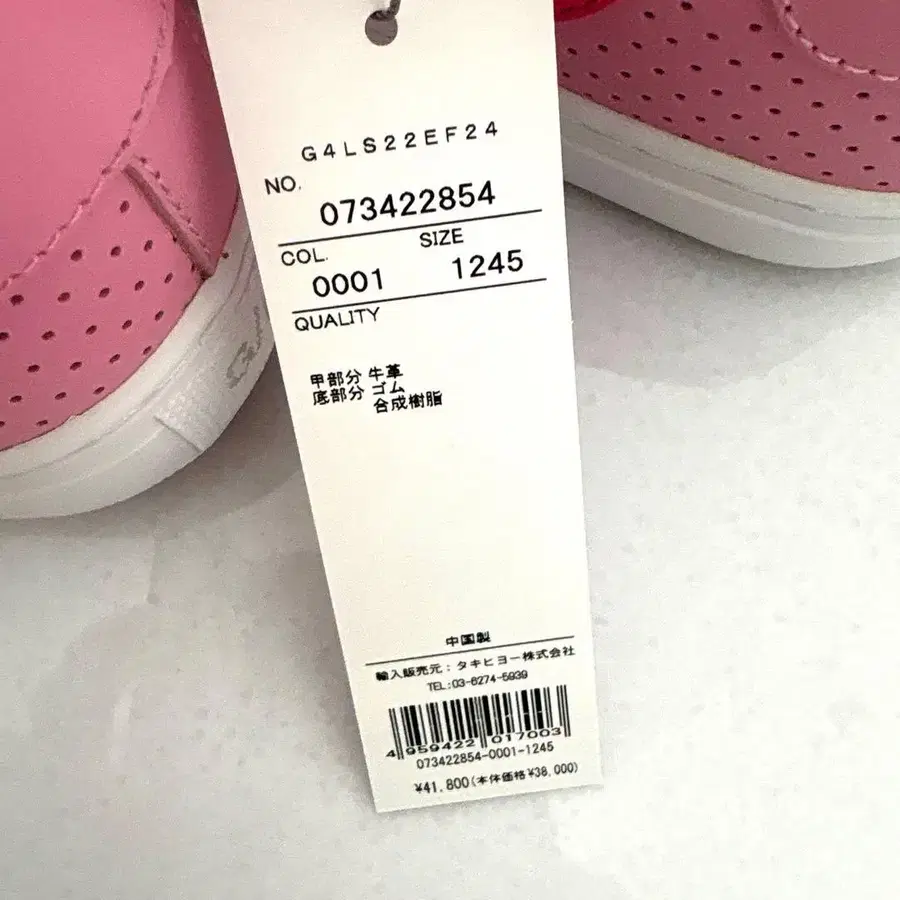 G4LS22EF24
NO.
073422854
COL. SIZE
0001 1245
QUALITY
甲部分 牛革
底部分 ゴム
合成樹脂
中国製
輸入販売元：タキヒヨー株式会社
TEL:03-6274-5939
4 959422 017003
073422854-0001-1245
¥41,800(本体価格¥38,000)